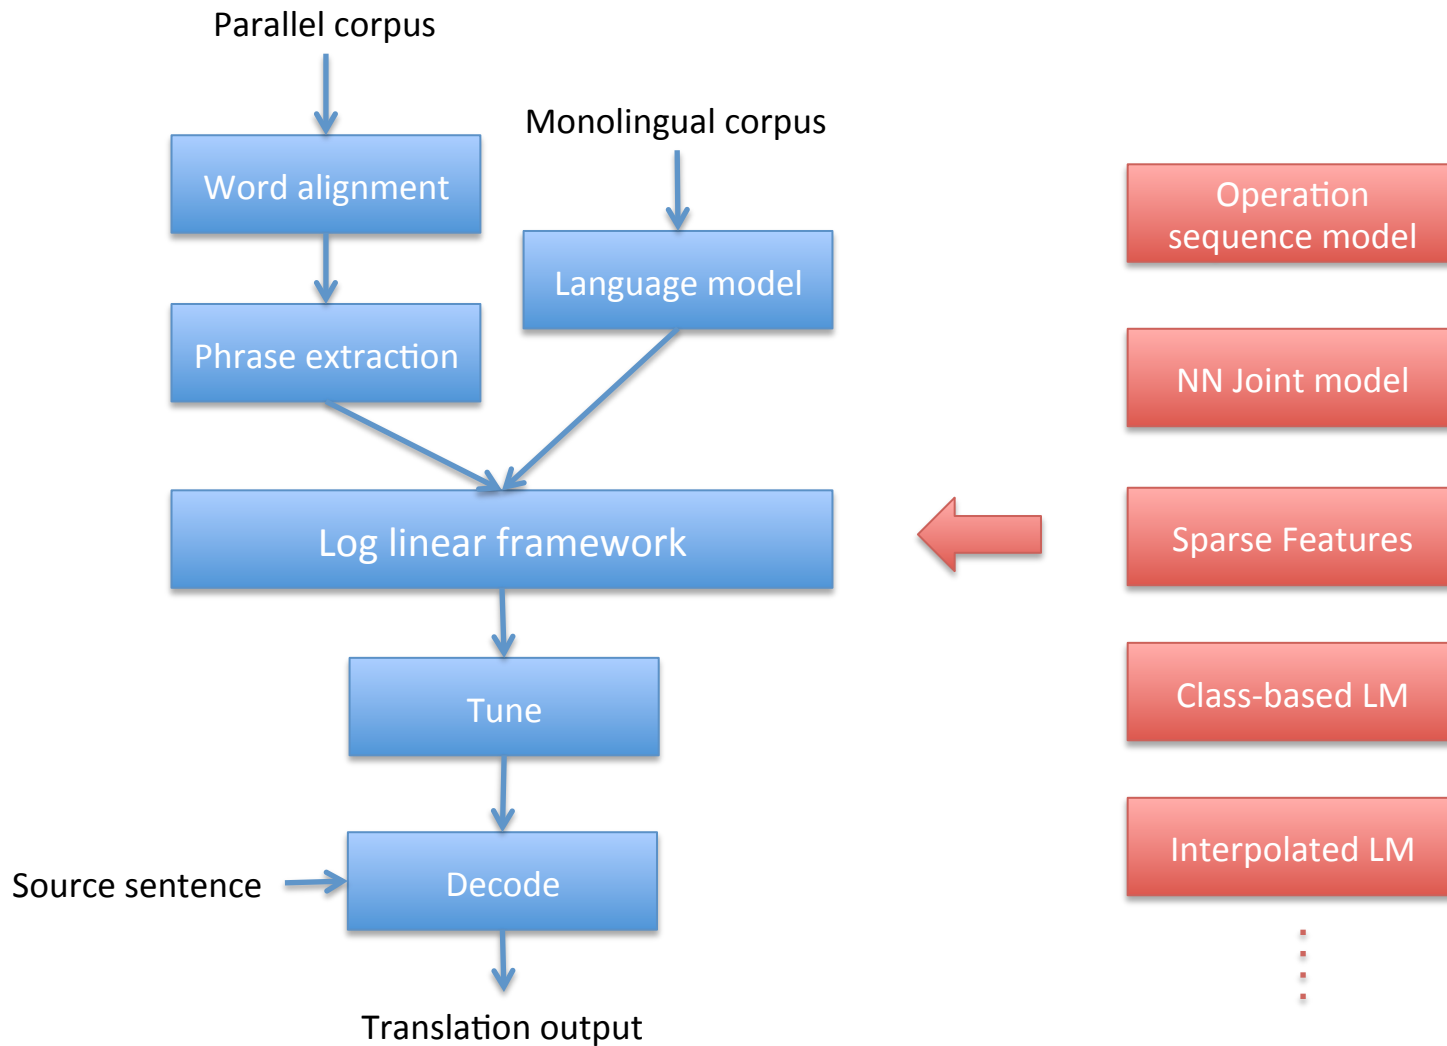 Parallel corpus
Monolingual corpus
Word alignment
Operation
sequence model
Language model
Phrase extraction
NN Joint model
Log linear framework
Sparse Features
Tune
Class-based LM
Interpolated LM
Source sentence
Decode
Translation output